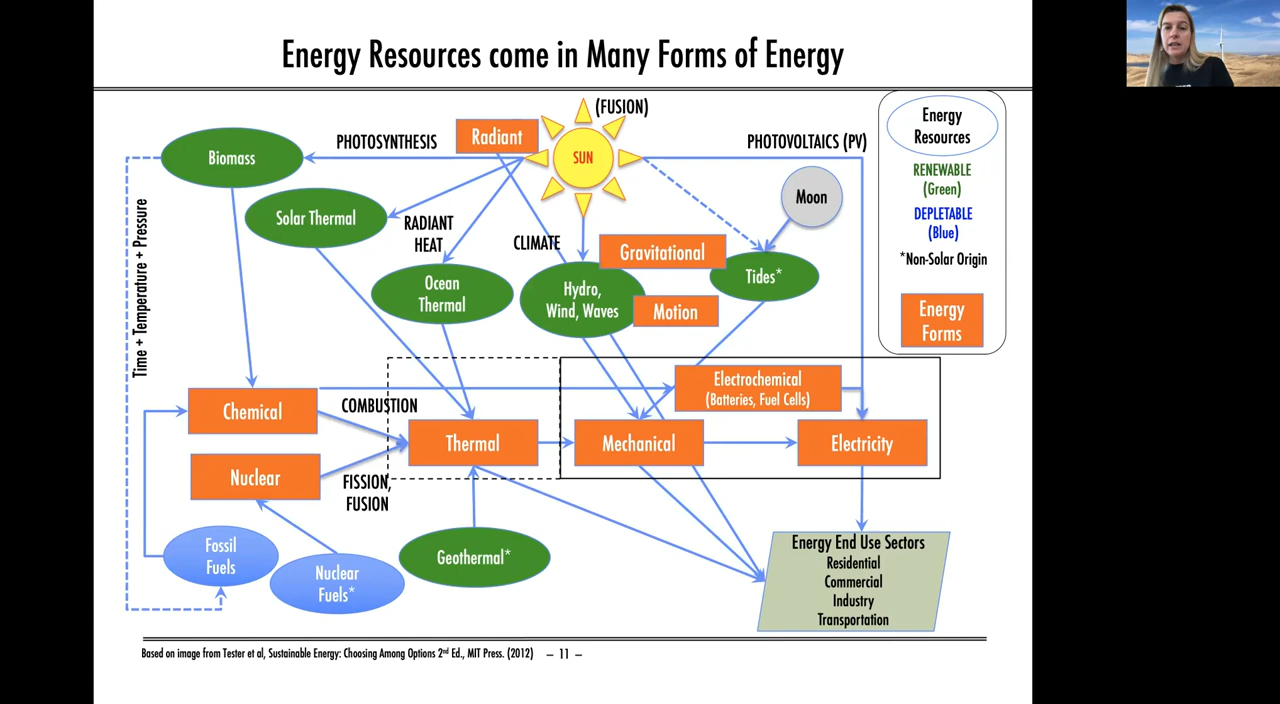 Energy Resources come in Many Forms of Energy
(FUSION)
Radiant
SUN
PHOTOSYNTHESIS
PHOTOVOLTAICS (PV)
Biomass
Solar Thermal
RADIANT
HEAT
CLIMATE
Moon
Gravitational
Tides*
Ocean
Thermal
Hydro,
Wind, Waves
Motion
Time + Temperature + Pressure
Energy
Resources
RENEWABLE
(Green)
DEPLETABLE
(Blue)
*Non-Solar Origin
Energy
Forms
Electrochemical
(Batteries, Fuel Cells)
Chemical
COMBUSTION
Thermal
Mechanical
Electricity
Nuclear
FISSION,
FUSION
Fossil
Fuels
Nuclear
Fuels*
Geothermal*
Energy End Use Sectors
Residential
Commercial
Industry
Transportation
Based on image from Tester et al, Sustainable Energy: Choosing Among Options 2nd Ed., MIT Press. (2012) – 11 –